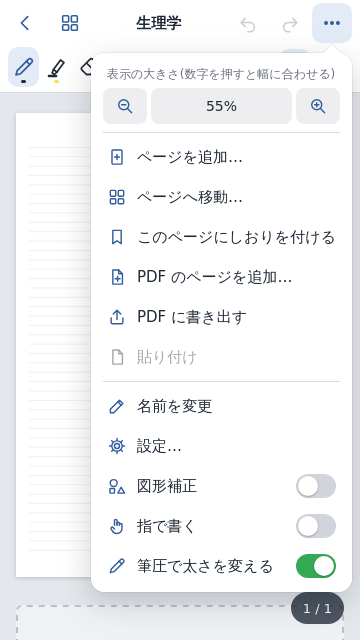 生理学
表示の大きさ(数字を押すと幅に合わせる)
55%
ページを追加…
ページへ移動…
このページにしおりを付ける
PDF のページを追加…
PDF に書き出す
貼り付け
名前を変更
設定…
図形補正
指で書く
筆圧で太さを変える
1 / 1